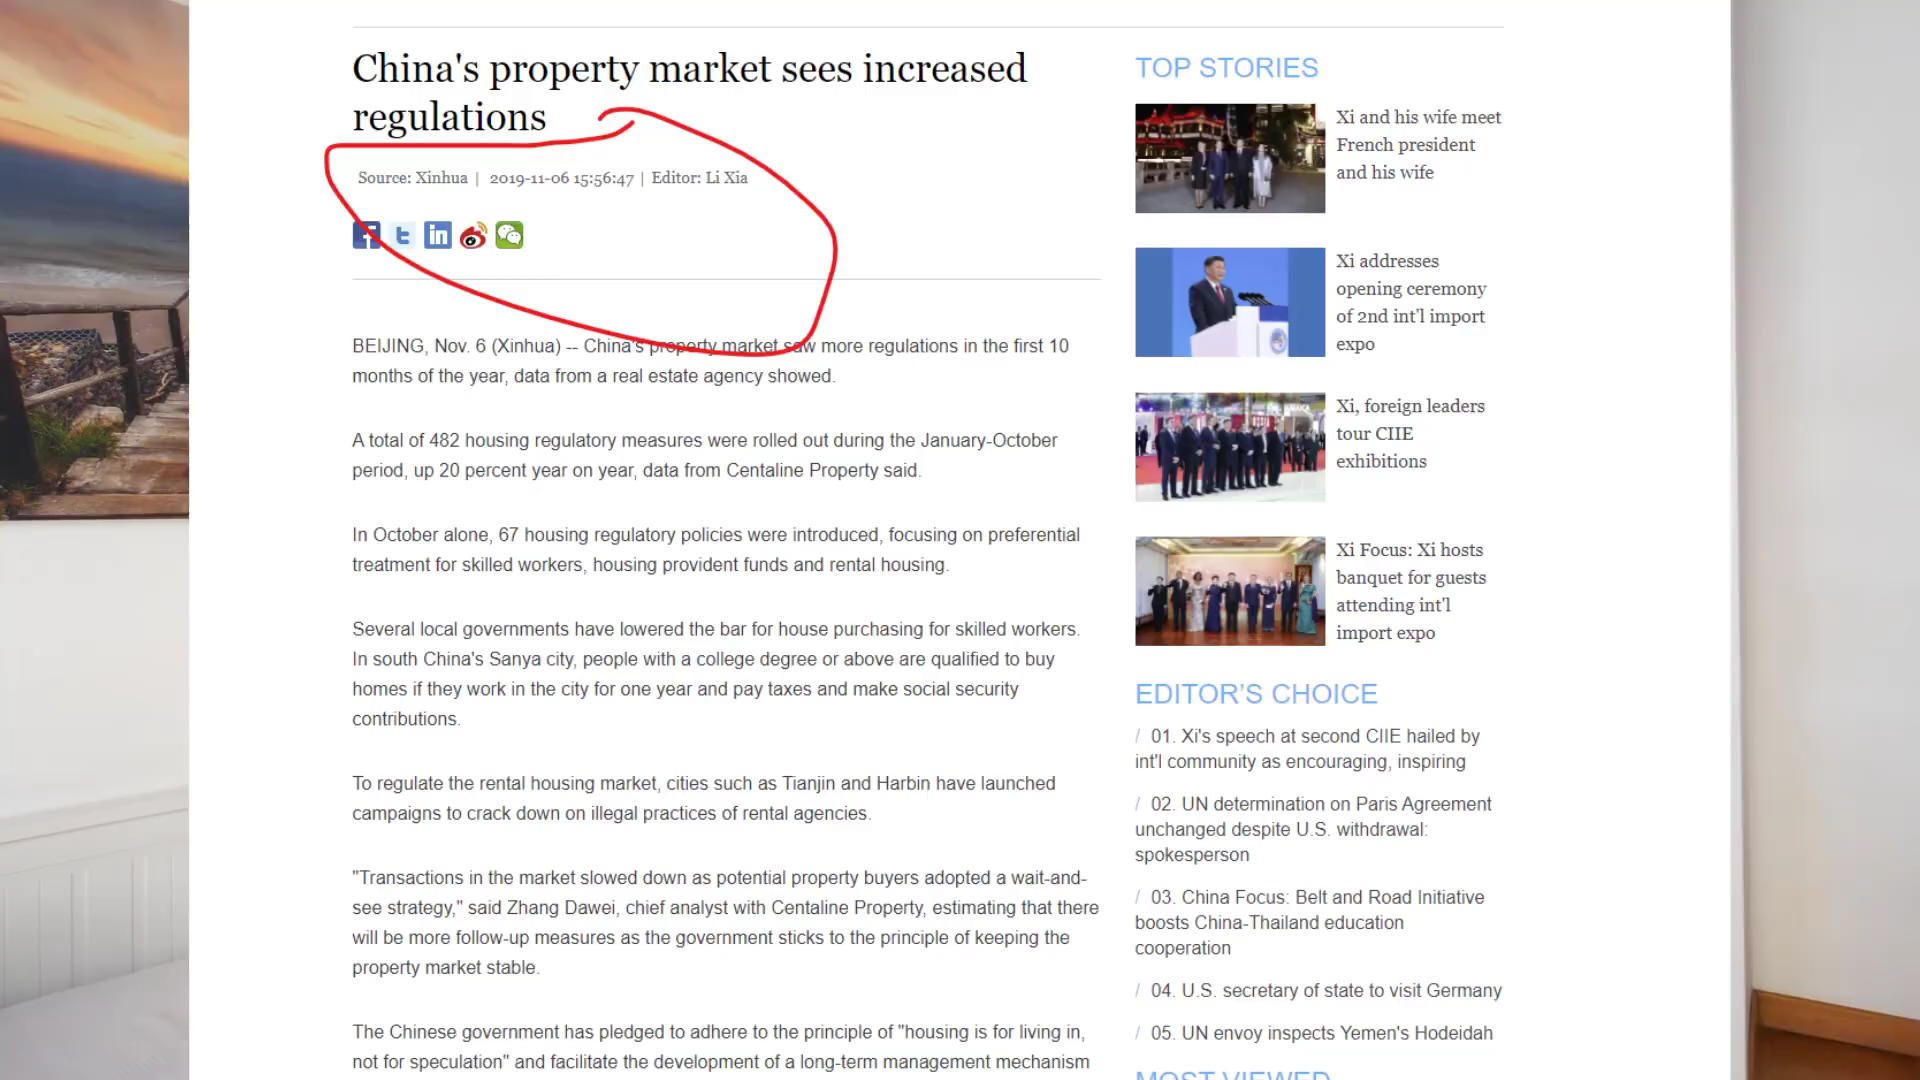 China's property market sees increased
regulations
Source: Xinhua | 2019-11-06 15:56:47 | Editor: Li Xia
BEIJING, Nov. 6 (Xinhua) -- China's property market saw more regulations in the first 10
months of the year, data from a real estate agency showed.
A total of 482 housing regulatory measures were rolled out during the January-October
period, up 20 percent year on year, data from Centaline Property said.
In October alone, 67 housing regulatory policies were introduced, focusing on preferential
treatment for skilled workers, housing provident funds and rental housing.
Several local governments have lowered the bar for house purchasing for skilled workers.
In south China's Sanya city, people with a college degree or above are qualified to buy
homes if they work in the city for one year and pay taxes and make social security
contributions.
To regulate the rental housing market, cities such as Tianjin and Harbin have launched
campaigns to crack down on illegal practices of rental agencies.
"Transactions in the market slowed down as potential property buyers adopted a wait-and-
see strategy," said Zhang Dawei, chief analyst with Centaline Property, estimating that there
will be more follow-up measures as the government sticks to the principle of keeping the
property market stable.
The Chinese government has pledged to adhere to the principle of "housing is for living in,
not for speculation" and facilitate the development of a long-term management mechanism
TOP STORIES
Xi and his wife meet
French president
and his wife
Xi addresses
opening ceremony
of 2nd int'l import
expo
Xi, foreign leaders
tour CIIE
exhibitions
Xi Focus: Xi hosts
banquet for guests
attending int'l
import expo
EDITOR'S CHOICE
/ 01. Xi's speech at second CIIE hailed by
int'l community as encouraging, inspiring
/ 02. UN determination on Paris Agreement
unchanged despite U.S. withdrawal:
spokesperson
/ 03. China Focus: Belt and Road Initiative
boosts China-Thailand education
cooperation
/ 04. U.S. secretary of state to visit Germany
/ 05. UN envoy inspects Yemen's Hodeidah
MOST VIEWED